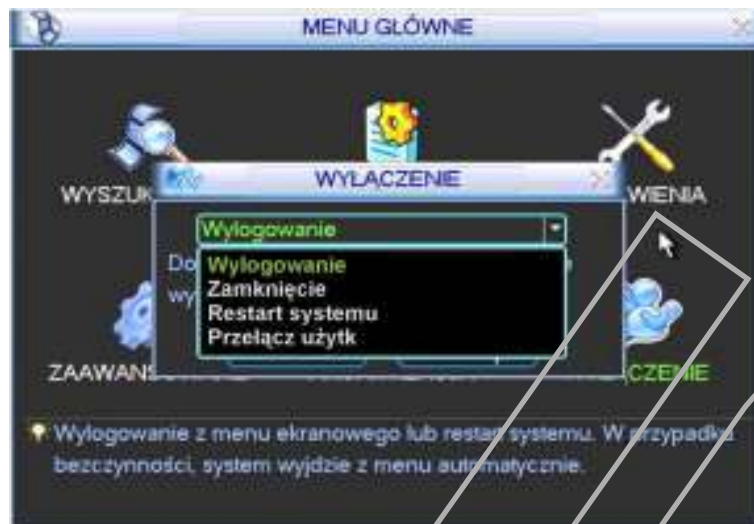 MENU GŁÓWNE
WYŁĄCZENIE
Wylogowanie
Wylogowanie
Zamknięcie
Restart systemu
Przełącz użytk
Wylogowanie z menu ekranowego lub restart systemu. W przypadku
bezczynności, system wyjdzie z menu automatycznie.